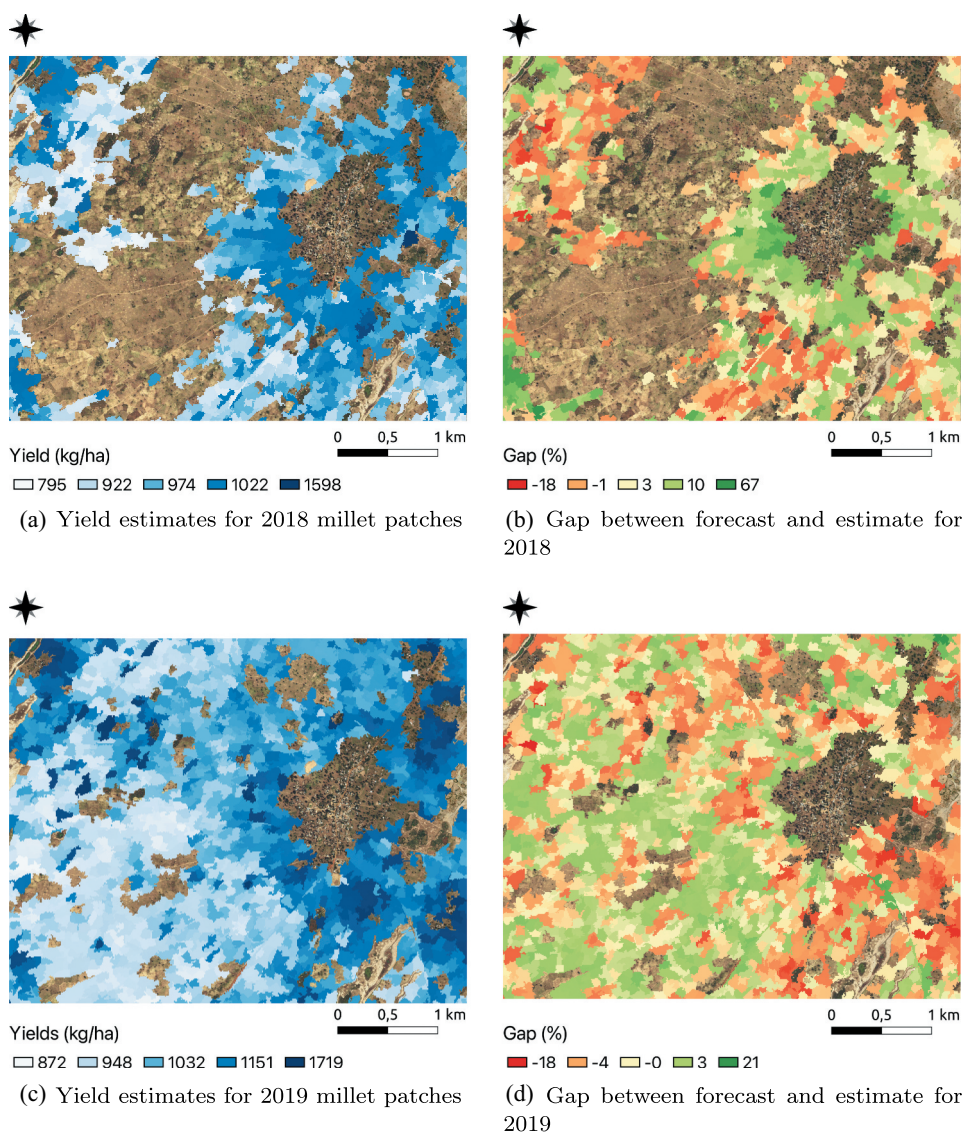 0 0,5 1 km
Yield (kg/ha)
795 922 974 1022 1598
(a) Yield estimates for 2018 millet patches
0 0,5 1 km
Gap (%)
-18 -1 3 10 67
(b) Gap between forecast and estimate for
2018
0 0,5 1 km
Yields (kg/ha)
872 948 1032 1151 1719
(c) Yield estimates for 2019 millet patches
0 0,5 1 km
Gap (%)
-18 -4 -0 3 21
(d) Gap between forecast and estimate for
2019